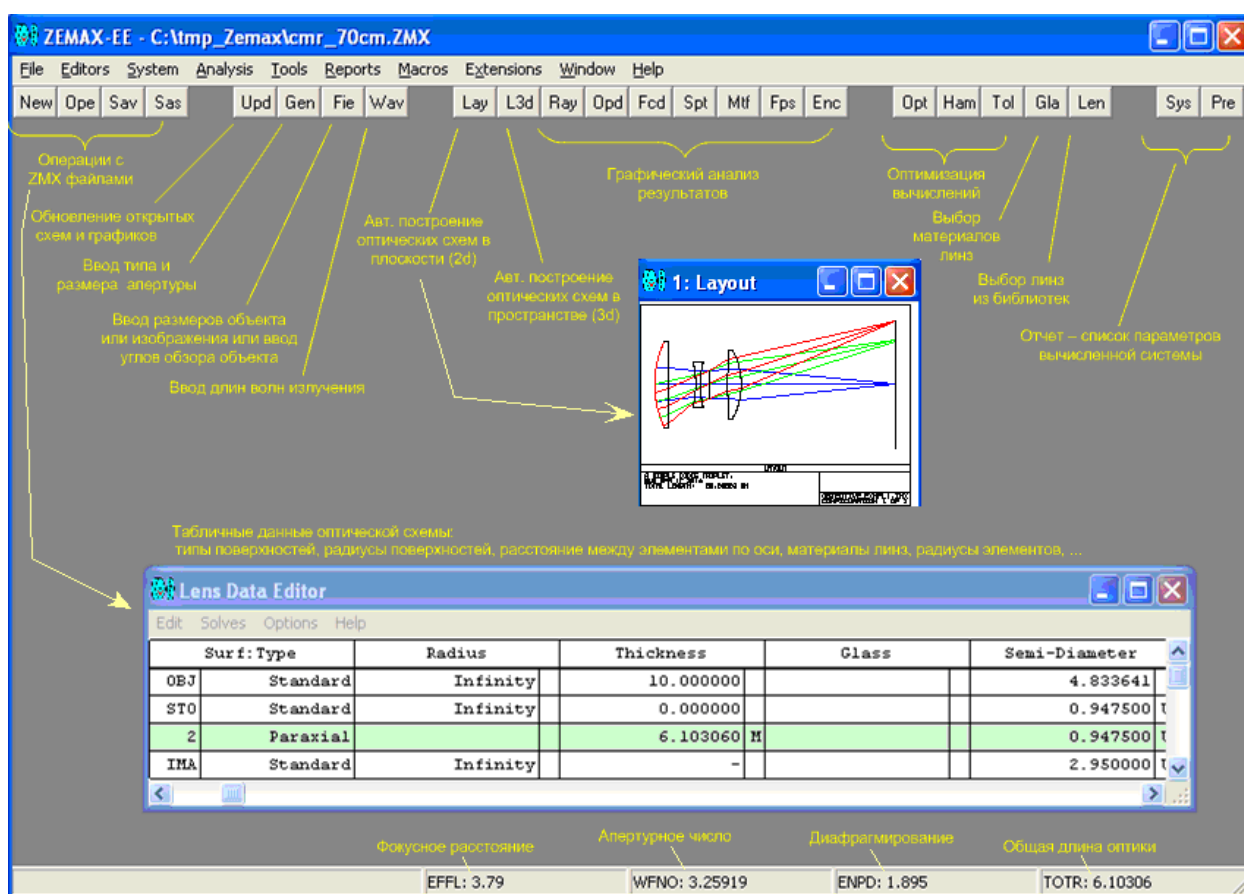 ZEMAX-EE - C:\tmp_Zemax\cmr_70cm.ZMX
File Editors System Analysis Tools Reports Macros Extensions Window Help
New Ope Sav Sas Upd Gen Fie Wav Lay L3d Ray Opd Fcd Spt Mtf Fps Enc Opt Ham Tol Gla Len Sys Pre
Операции с
ZMX файлами
Графический анализ
результатов
Оптимизация
вычислений
Обновление открытых
схем и графиков
Авт. построение
оптических схем в
плоскости (2d)
Выбор
материалов
линз
Ввод типа и
размера апертуры
Авт. построение
оптических схем в
пространстве (3d)
Выбор линз
из библиотек
Ввод размеров объекта
или изображения или ввод
углов обзора объекта
Отчет – список параметров
вычисленной системы
Ввод длин волн излучения
1: Layout
LAYOUT
Табличные данные оптической схемы:
типы поверхностей, радиусы поверхностей, расстояние между элементами по оси, материалы линз, радиусы элементов, ...
Lens Data Editor
Edit Solves Options Help
Surf:Type Radius Thickness Glass Semi-Diameter
OBJ Standard Infinity 10.000000 4.833641
STO Standard Infinity 0.000000 0.947500 U
2 Paraxial 6.103060 M 0.947500 U
IMA Standard Infinity - 2.950000 U
Фокусное расстояние
Апертурное число
Диафрагмирование
Общая длина оптики
EFFL: 3.79 WFNO: 3.25919 ENPD: 1.895 TOTR: 6.10306